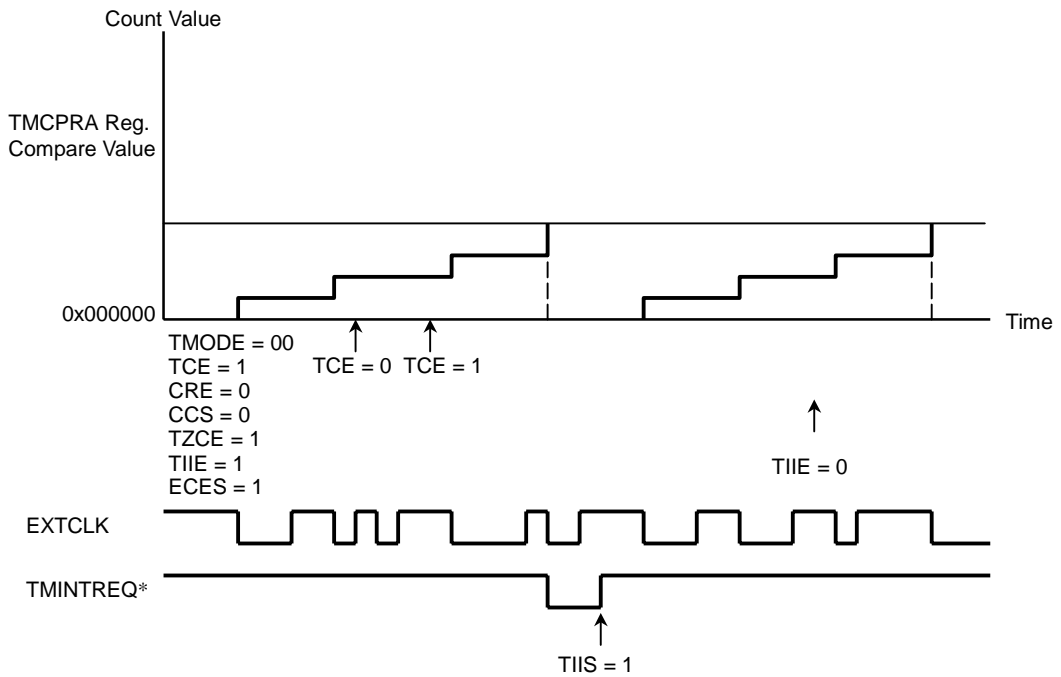 Count Value
TMCPRA Reg.
Compare Value
0x000000
Time
TMODE = 00
TCE = 1
CRE = 0
CCS = 0
TZCE = 1
TIIE = 1
ECES = 1
TCE = 0 TCE = 1
TIIE = 0
EXTCLK
TMINTREQ*
TIIS = 1